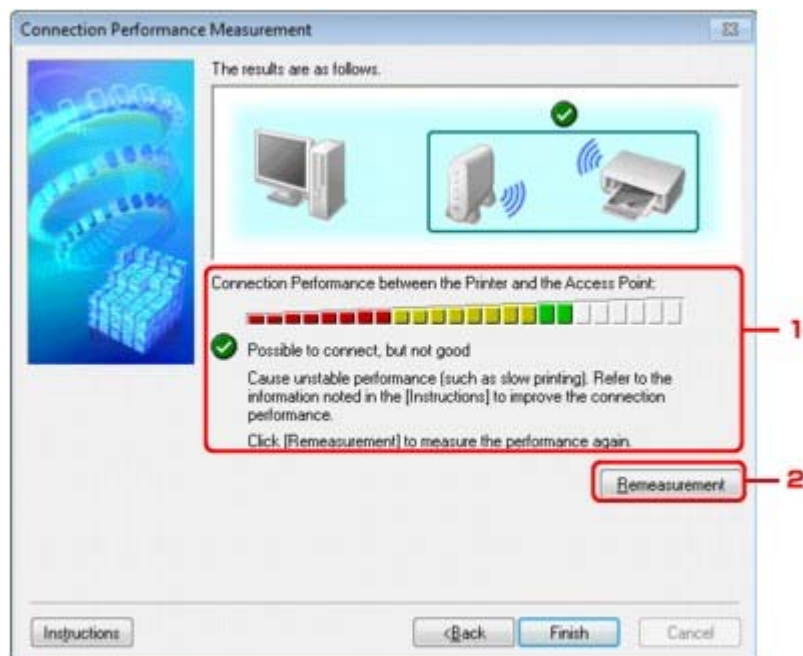 Connection Performance Measurement
The results are as follows.
Connection Performance between the Printer and the Access Point:
Possible to connect, but not good
Cause unstable performance (such as slow printing). Refer to the
information noted in the [Instructions] to improve the connection
performance.
Click [Remeasurement] to measure the performance again.
1
Remeasurement
2
Instructions
<Back
Finish
Cancel